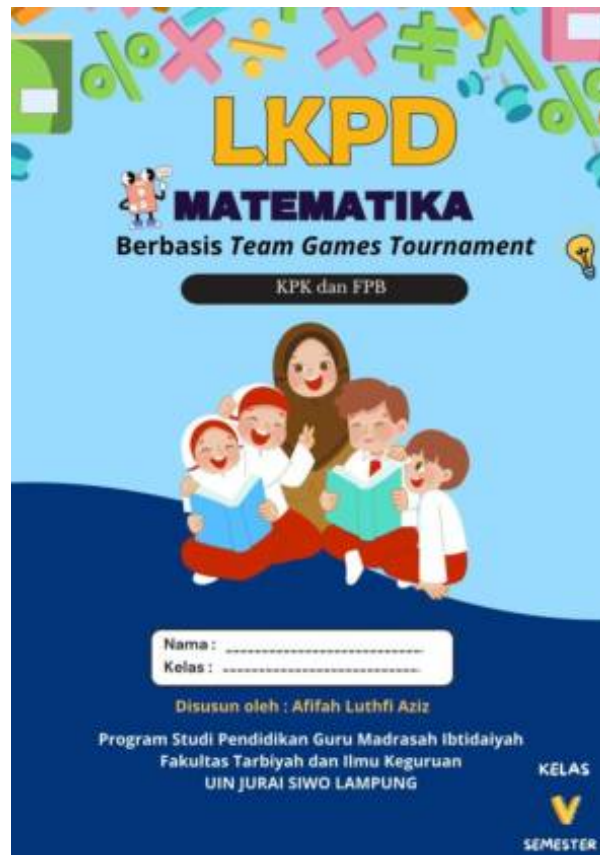 LKPD
MATEMATIKA
Berbasis Team Games Tournament
KPK dan FPB
Nama :
Kelas :
Disusun oleh : Afifah Luthfi Aziz
Program Studi Pendidikan Guru Madrasah Ibtidaiyah
Fakultas Tarbiyah dan Ilmu Keguruan
UIN JURAI SIWO LAMPUNG
KELAS
V
SEMESTER